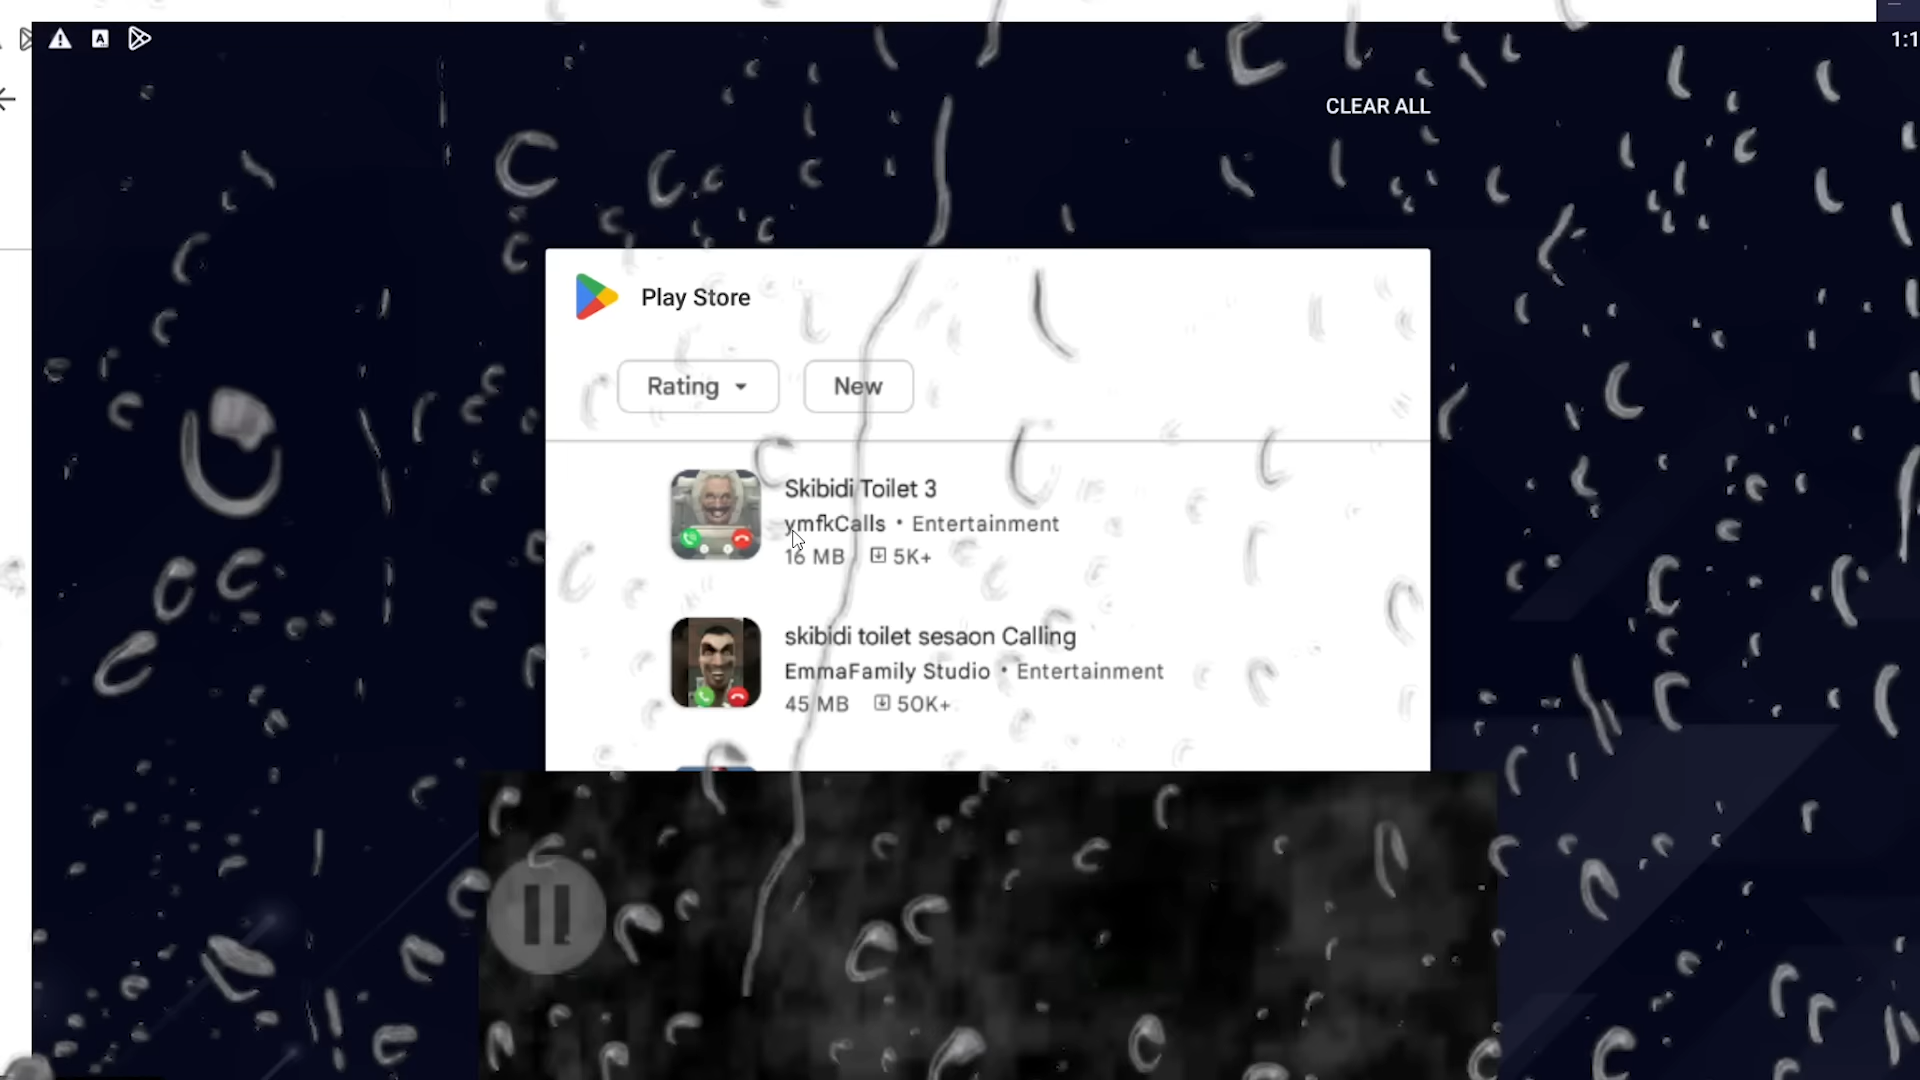 1:1
CLEAR ALL
Play Store
Rating
New
Skibidi Toilet 3
ymfkCalls • Entertainment
16 MB 5K+
skibidi toilet sesaon Calling
EmmaFamily Studio • Entertainment
45 MB 50K+